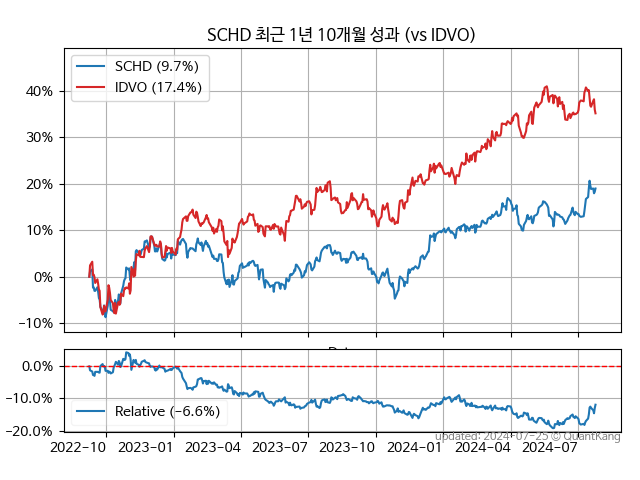 SCHD 최근 1년 10개월 성과 (vs IDVO)
SCHD (9.7%)
IDVO (17.4%)
40%
30%
20%
10%
0%
−10%
0.0%
−10.0%
−20.0%
Relative (−6.6%)
2022−10 2023−01 2023−04 2023−07 2023−10 2024−01 2024−04 2024−07
updated: 2024-07-25 © QuantKang